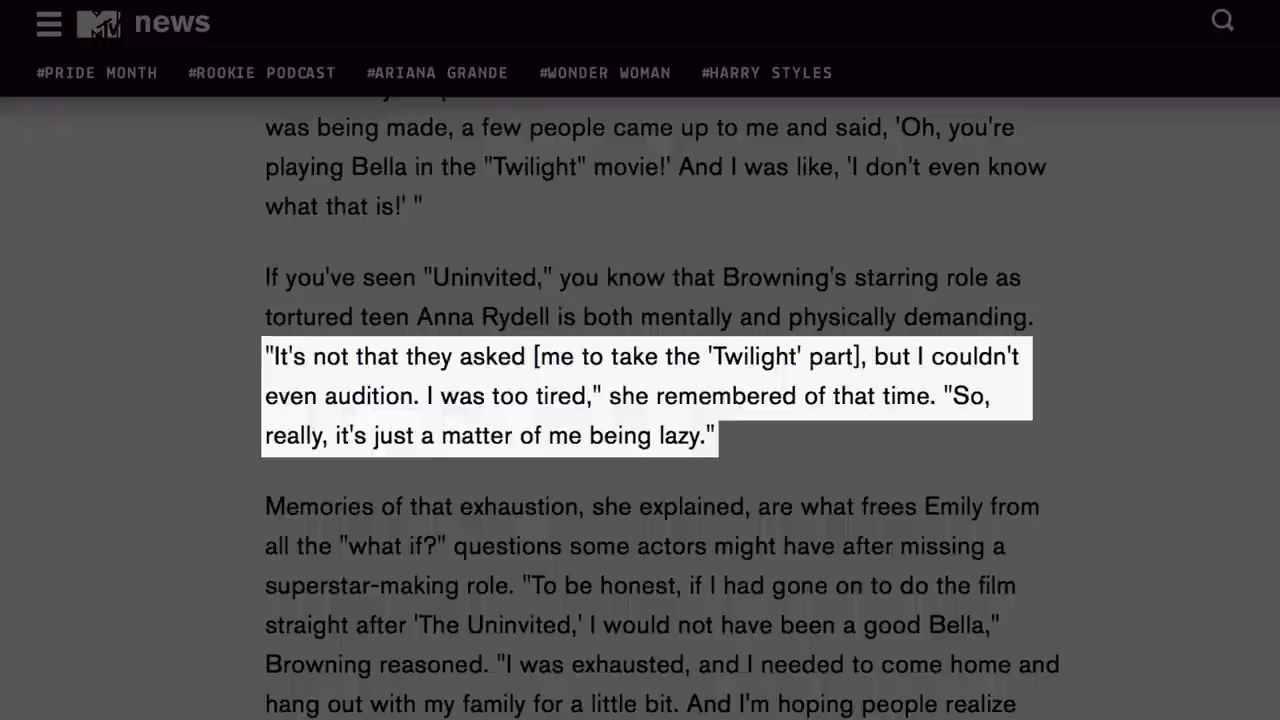 MTV news
#PRIDE MONTH #ROOKIE PODCAST #ARIANA GRANDE #WONDER WOMAN #HARRY STYLES
was being made, a few people came up to me and said, 'Oh, you're
playing Bella in the "Twilight" movie!' And I was like, 'I don't even know
what that is!' "
If you've seen "Uninvited," you know that Browning's starring role as
tortured teen Anna Rydell is both mentally and physically demanding.
"It's not that they asked [me to take the 'Twilight' part], but I couldn't
even audition. I was too tired," she remembered of that time. "So,
really, it's just a matter of me being lazy."
Memories of that exhaustion, she explained, are what frees Emily from
all the "what if?" questions some actors might have after missing a
superstar-making role. "To be honest, if I had gone on to do the film
straight after 'The Uninvited,' I would not have been a good Bella,"
Browning reasoned. "I was exhausted, and I needed to come home and
hang out with my family for a little bit. And I'm hoping people realize